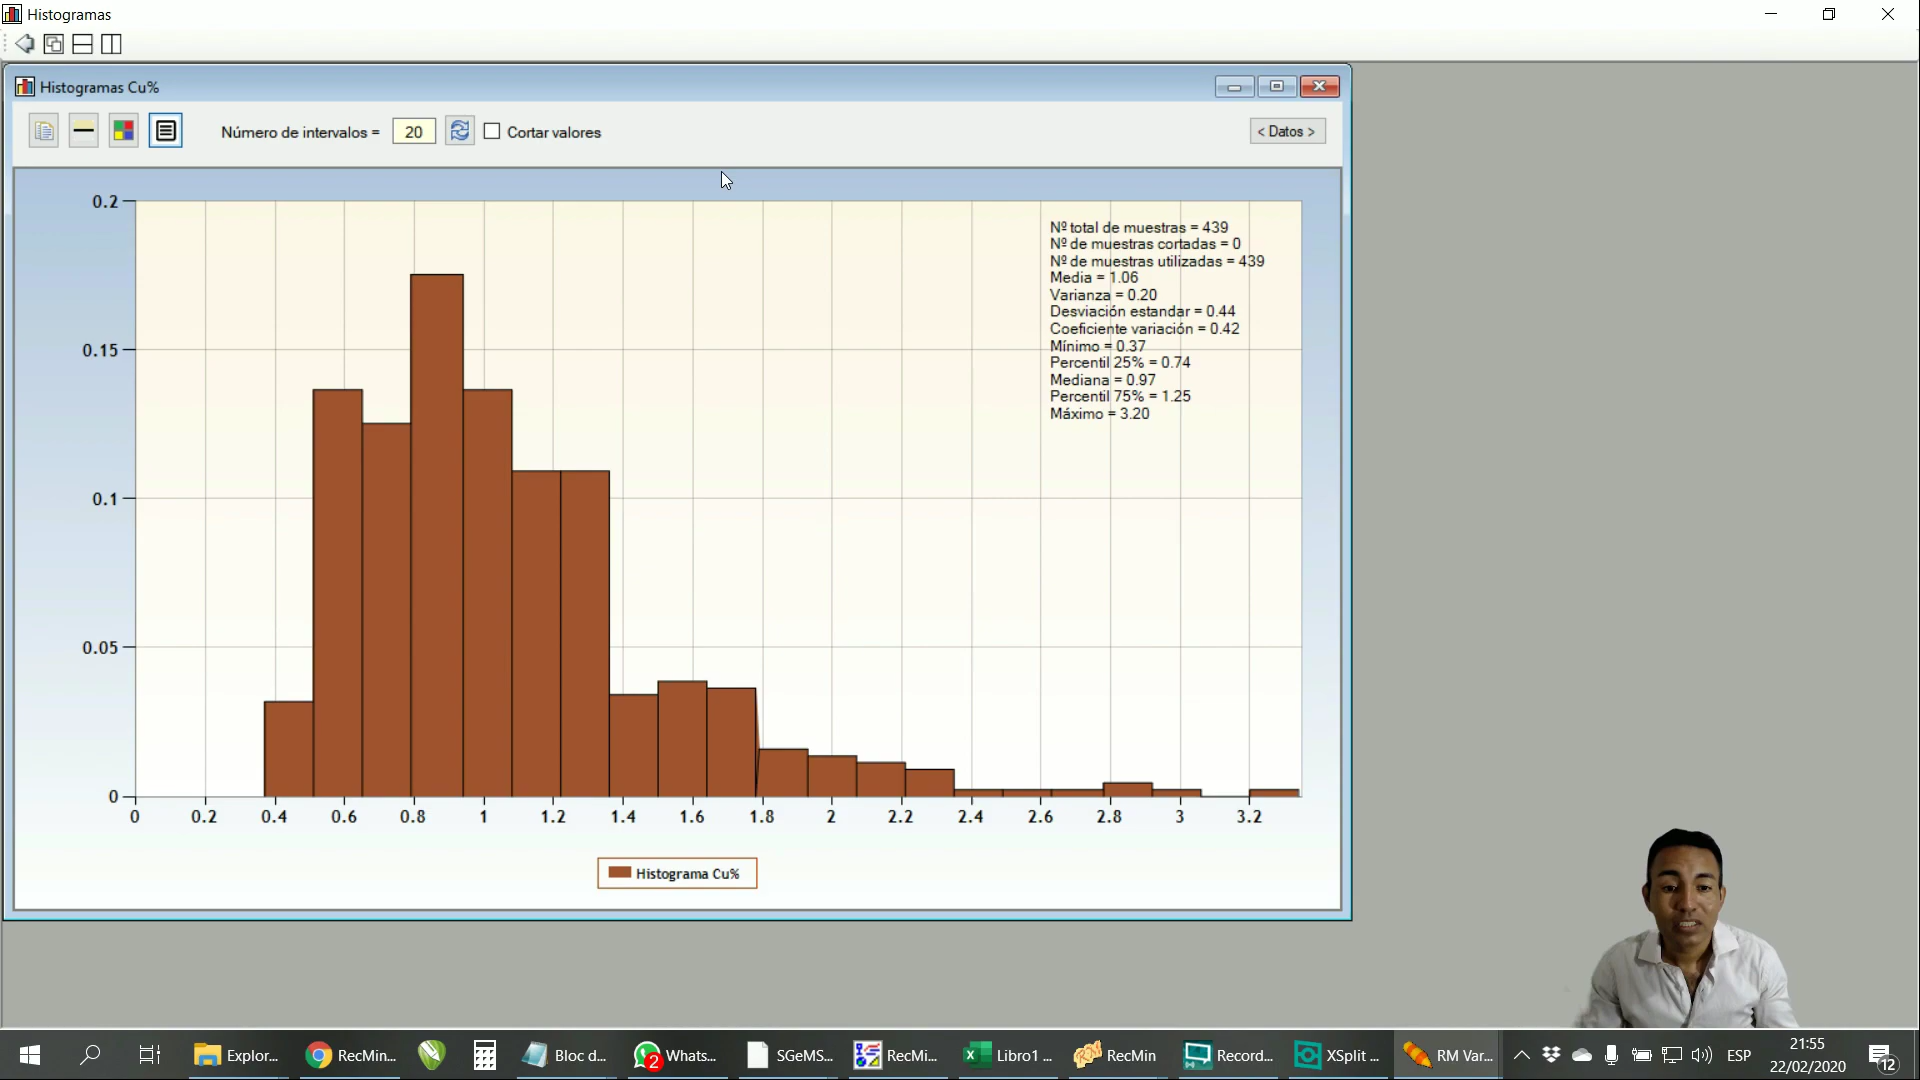 Histogramas
Histogramas Cu%
Número de intervalos = 20 Cortar valores < Datos >
0.2
0.15
0.1
0.05
0
Nº total de muestras = 439
Nº de muestras cortadas = 0
Nº de muestras utilizadas = 439
Media = 1.06
Varianza = 0.20
Desviación estandar = 0.44
Coeficiente variación = 0.42
Mínimo = 0.37
Percentil 25% = 0.74
Mediana = 0.97
Percentil 75% = 1.25
Máximo = 3.20
0 0.2 0.4 0.6 0.8 1 1.2 1.4 1.6 1.8 2 2.2 2.4 2.6 2.8 3 3.2
Histograma Cu%
Explor... RecMin... Bloc d... 2 Whats... SGeMS... RecMi... Libro1 ... RecMin Record... XSplit ... RM Var... ESP 21:55
22/02/2020 12